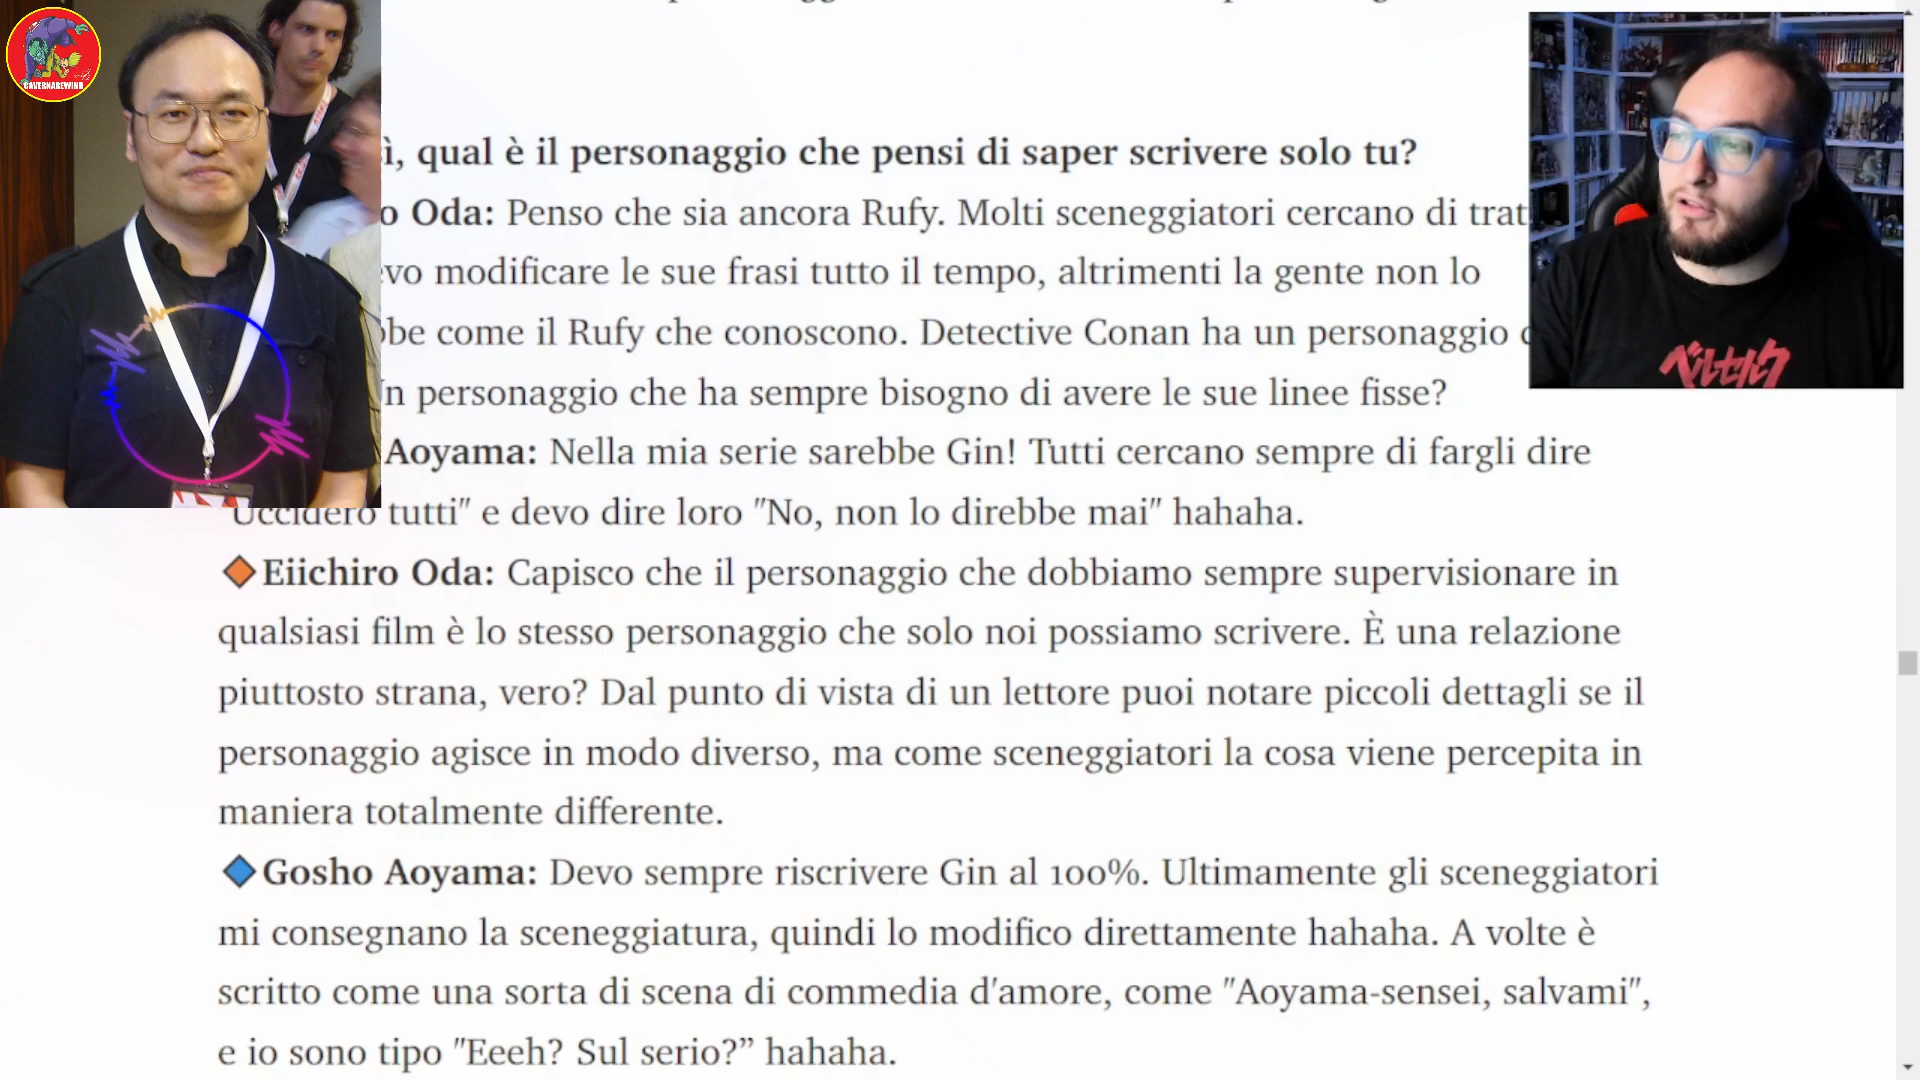 CAVERNAREWIND
ì, qual è il personaggio che pensi di saper scrivere solo tu?
o Oda: Penso che sia ancora Rufy. Molti sceneggiatori cercano di trat
vo modificare le sue frasi tutto il tempo, altrimenti la gente non lo
bbe come il Rufy che conoscono. Detective Conan ha un personaggio
n personaggio che ha sempre bisogno di avere le sue linee fisse?
Aoyama: Nella mia serie sarebbe Gin! Tutti cercano sempre di fargli dire
"Ucciderò tutti" e devo dire loro "No, non lo direbbe mai" hahaha.
Eiichiro Oda: Capisco che il personaggio che dobbiamo sempre supervisionare in
qualsiasi film è lo stesso personaggio che solo noi possiamo scrivere. È una relazione
piuttosto strana, vero? Dal punto di vista di un lettore puoi notare piccoli dettagli se il
personaggio agisce in modo diverso, ma come sceneggiatori la cosa viene percepita in
maniera totalmente differente.
Gosho Aoyama: Devo sempre riscrivere Gin al 100%. Ultimamente gli sceneggiatori
mi consegnano la sceneggiatura, quindi lo modifico direttamente hahaha. A volte è
scritto come una sorta di scena di commedia d'amore, come "Aoyama-sensei, salvami",
e io sono tipo "Eeeh? Sul serio?” hahaha.
ベルセルク